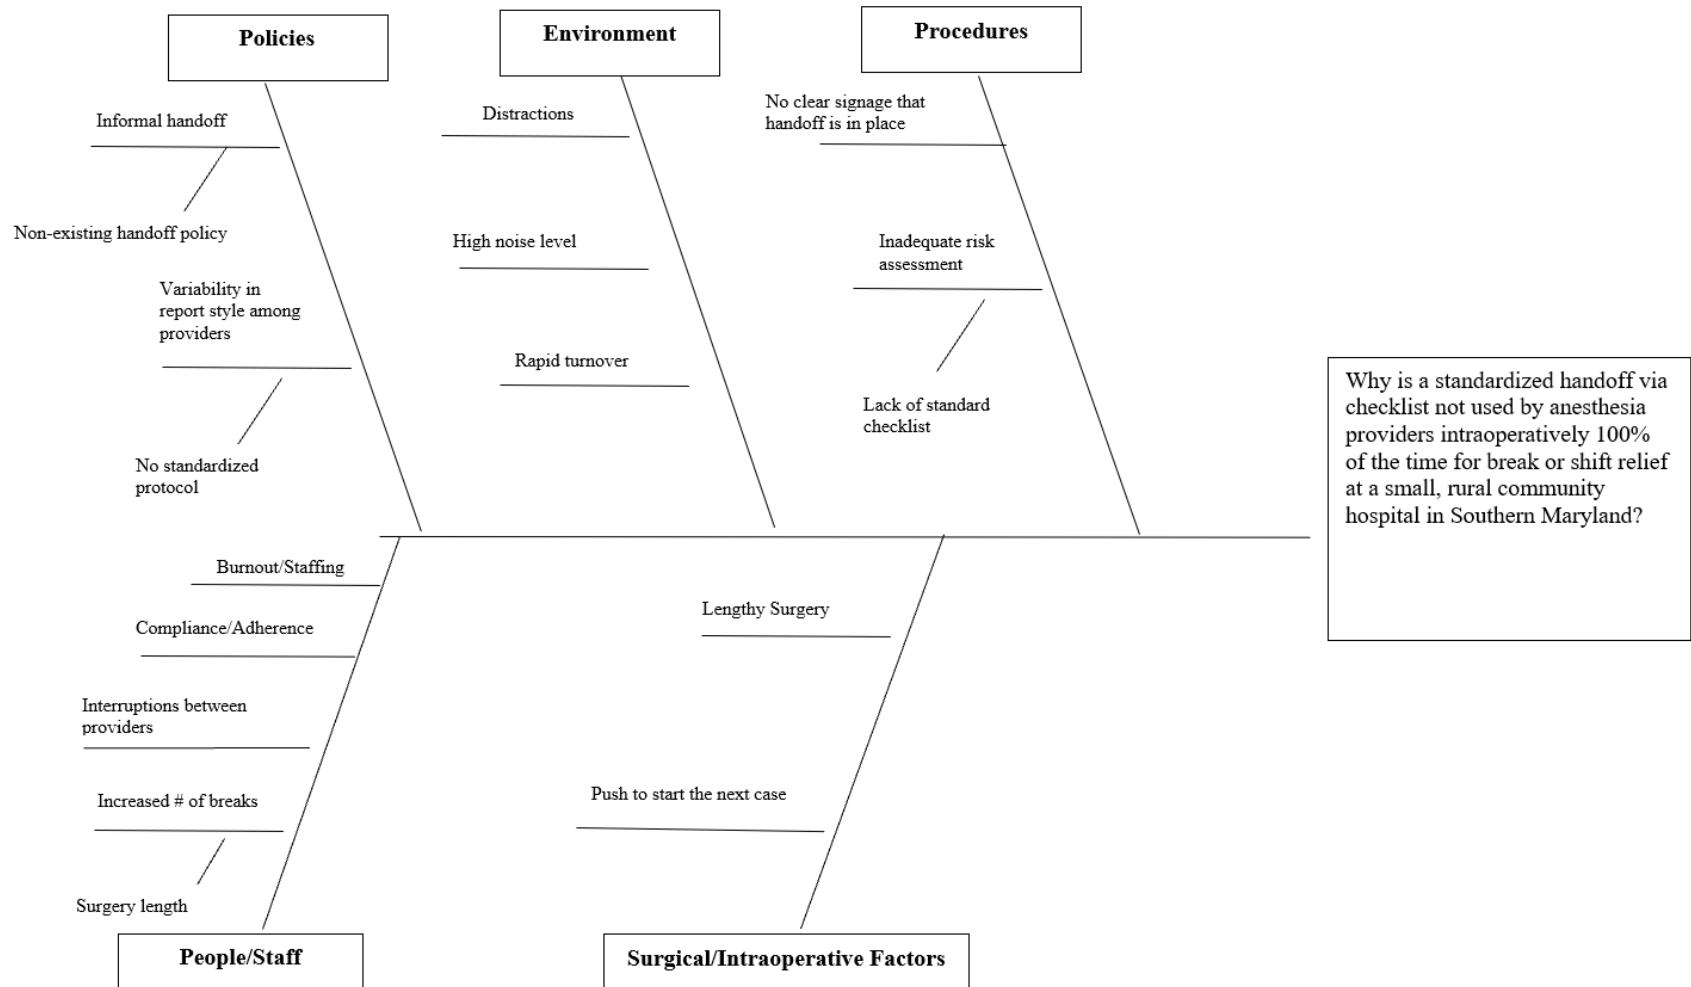 Policies
Environment
Procedures
Informal handoff
Non-existing handoff policy
Variability in
report style among
providers
No standardized
protocol
Distractions
High noise level
Rapid turnover
No clear signage that
handoff is in place
Inadequate risk
assessment
Lack of standard
checklist
Why is a standardized handoff via
checklist not used by anesthesia
providers intraoperatively 100%
of the time for break or shift relief
at a small, rural community
hospital in Southern Maryland?
Burnout/Staffing
Compliance/Adherence
Interruptions between
providers
Increased # of breaks
Surgery length
People/Staff
Lengthy Surgery
Push to start the next case
Surgical/Intraoperative Factors